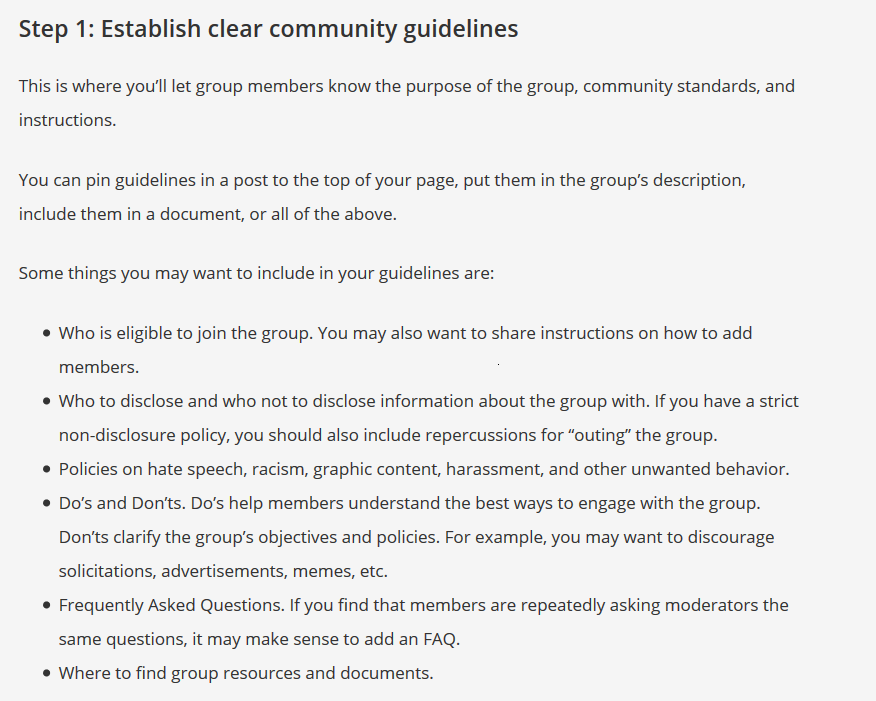 Step 1: Establish clear community guidelines
This is where you’ll let group members know the purpose of the group, community standards, and
instructions.
You can pin guidelines in a post to the top of your page, put them in the group’s description,
include them in a document, or all of the above.
Some things you may want to include in your guidelines are:
• Who is eligible to join the group. You may also want to share instructions on how to add
members.
• Who to disclose and who not to disclose information about the group with. If you have a strict
non-disclosure policy, you should also include repercussions for “outing” the group.
• Policies on hate speech, racism, graphic content, harassment, and other unwanted behavior.
• Do’s and Don’ts. Do’s help members understand the best ways to engage with the group.
Don’ts clarify the group’s objectives and policies. For example, you may want to discourage
solicitations, advertisements, memes, etc.
• Frequently Asked Questions. If you find that members are repeatedly asking moderators the
same questions, it may make sense to add an FAQ.
• Where to find group resources and documents.